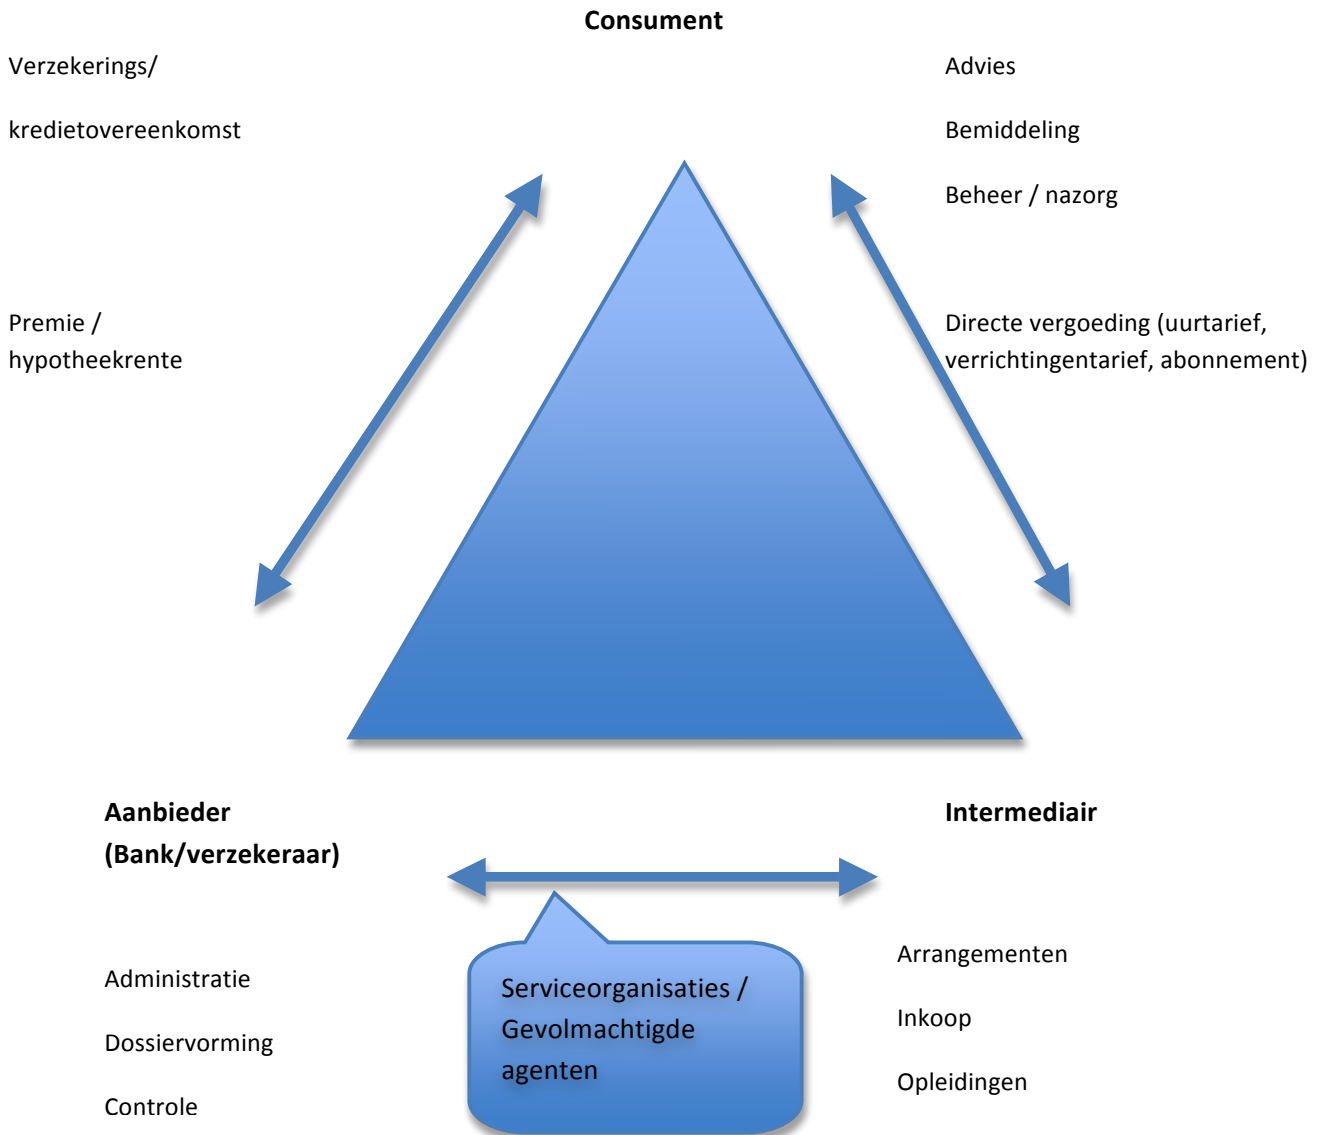 Consument
Verzekerings/
kredietovereenkomst
Advies
Bemiddeling
Beheer / nazorg
Premie /
hypotheekrente
Directe vergoeding (uurtarief,
verrichtingentarief, abonnement)
Aanbieder
(Bank/verzekeraar)
Intermediair
Administratie
Dossiervorming
Controle
Serviceorganisaties /
Gevolmachtigde
agenten
Arrangementen
Inkoop
Opleidingen